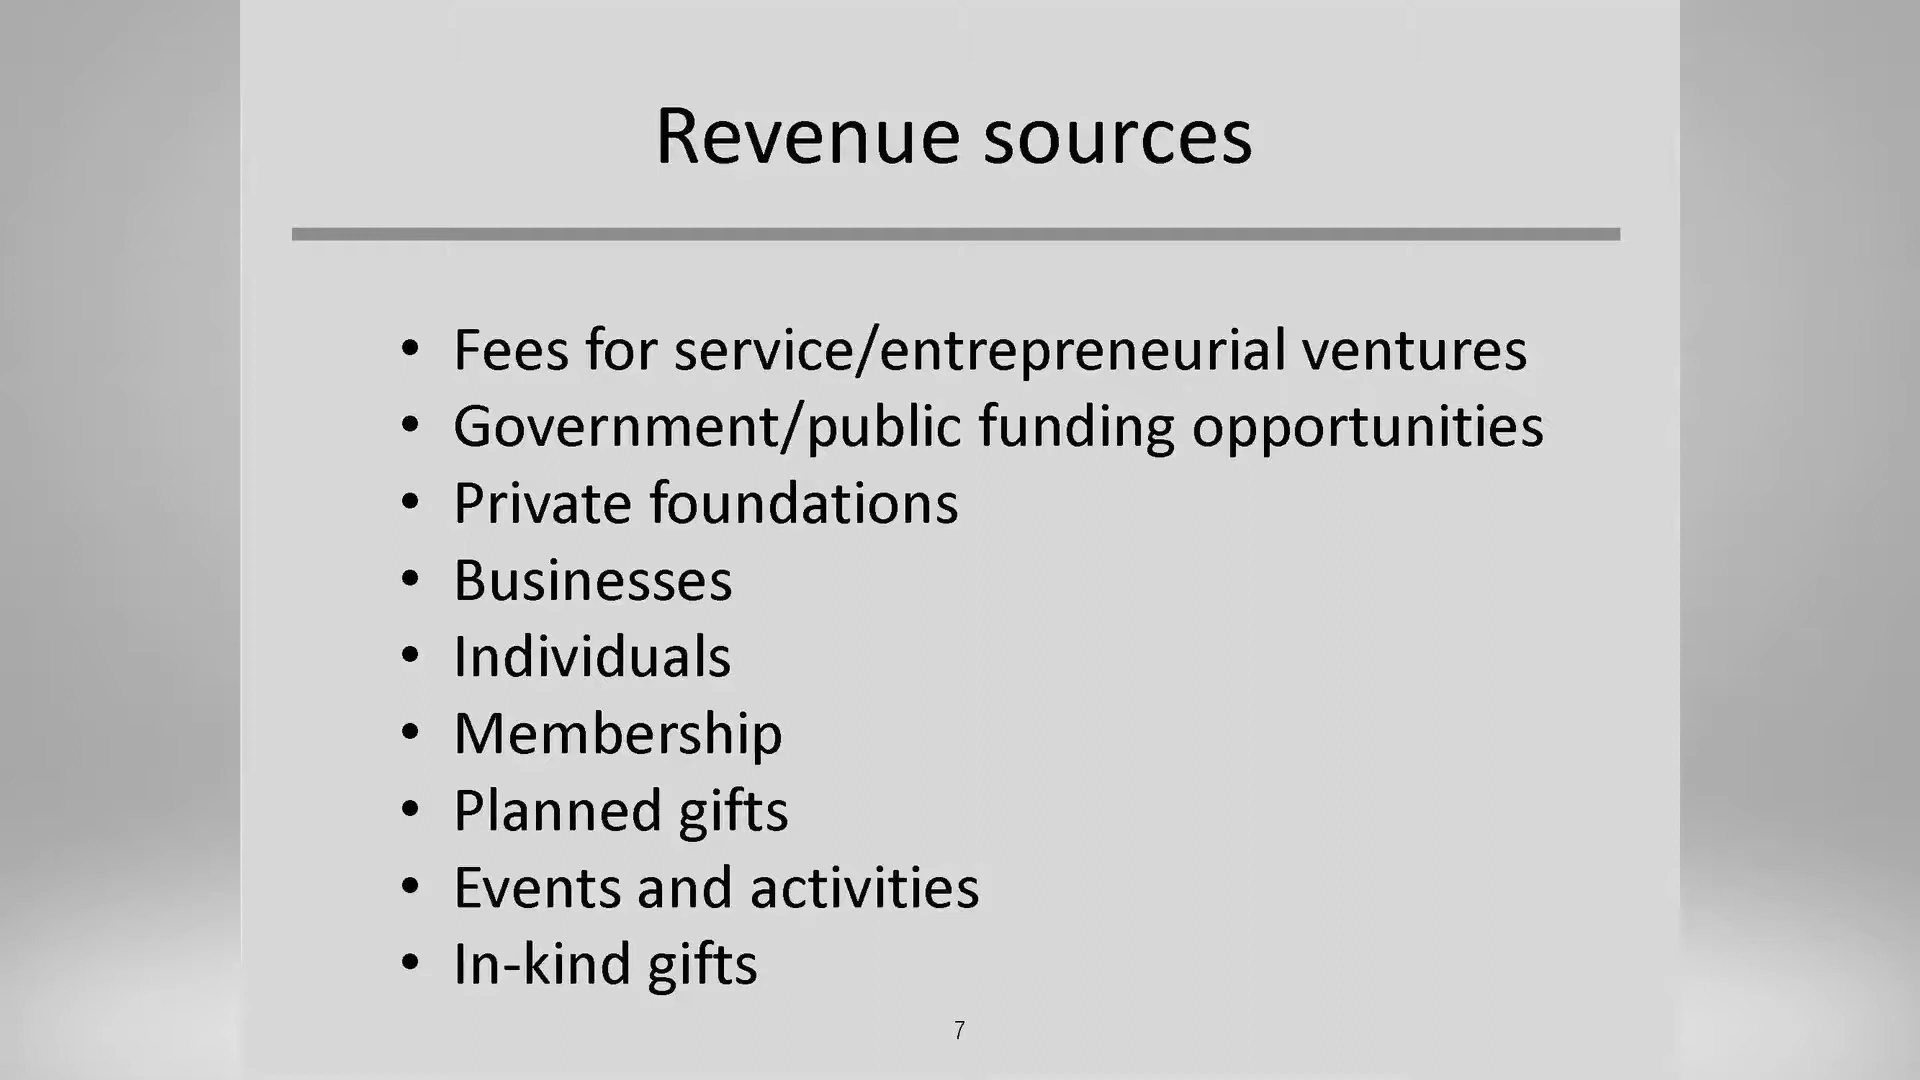 Revenue sources
• Fees for service/entrepreneurial ventures
• Government/public funding opportunities
• Private foundations
• Businesses
• Individuals
• Membership
• Planned gifts
• Events and activities
• In-kind gifts
7